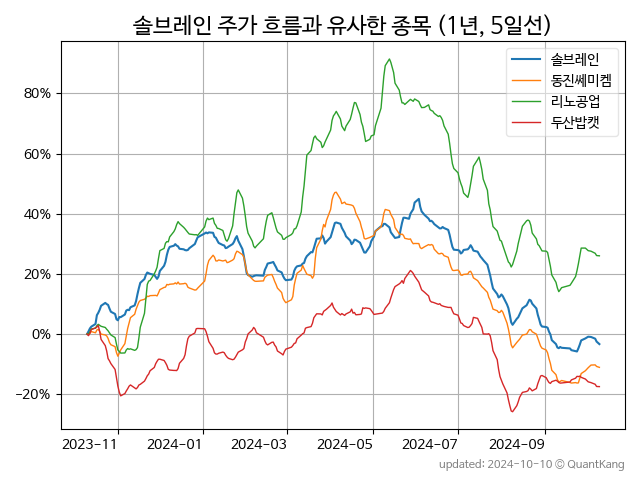 솔브레인 주가 흐름과 유사한 종목 (1년, 5일선)
솔브레인
동진쎄미켐
리노공업
두산밥캣
80%
60%
40%
20%
0%
−20%
2023−11
2024−01
2024−03
2024−05
2024−07
2024−09
updated: 2024-10-10 © QuantKang